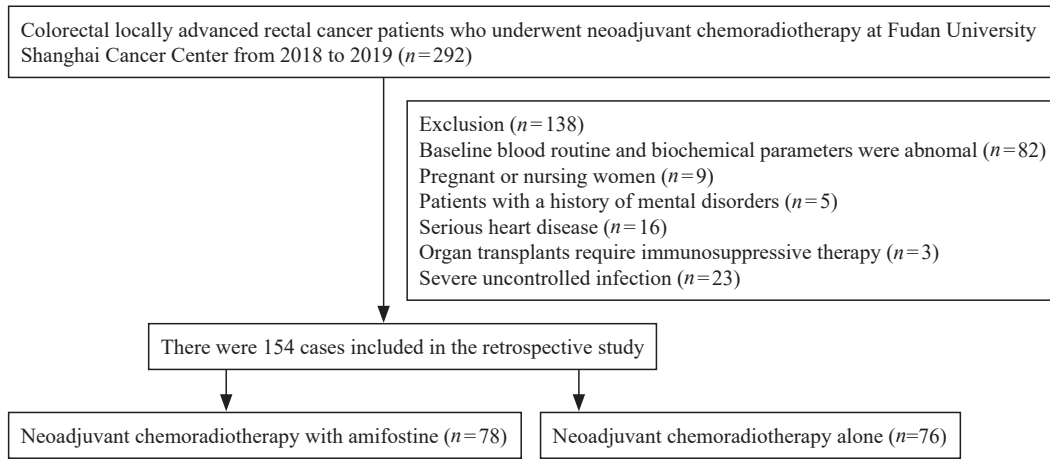 Colorectal locally advanced rectal cancer patients who underwent neoadjuvant chemoradiotherapy at Fudan University
Shanghai Cancer Center from 2018 to 2019 (n=292)
Exclusion (n=138)
Baseline blood routine and biochemical parameters were abnomal (n=82)
Pregnant or nursing women (n=9)
Patients with a history of mental disorders (n=5)
Serious heart disease (n=16)
Organ transplants require immunosuppressive therapy (n=3)
Severe uncontrolled infection (n=23)
There were 154 cases included in the retrospective study
Neoadjuvant chemoradiotherapy with amifostine (n=78)
Neoadjuvant chemoradiotherapy alone (n=76)